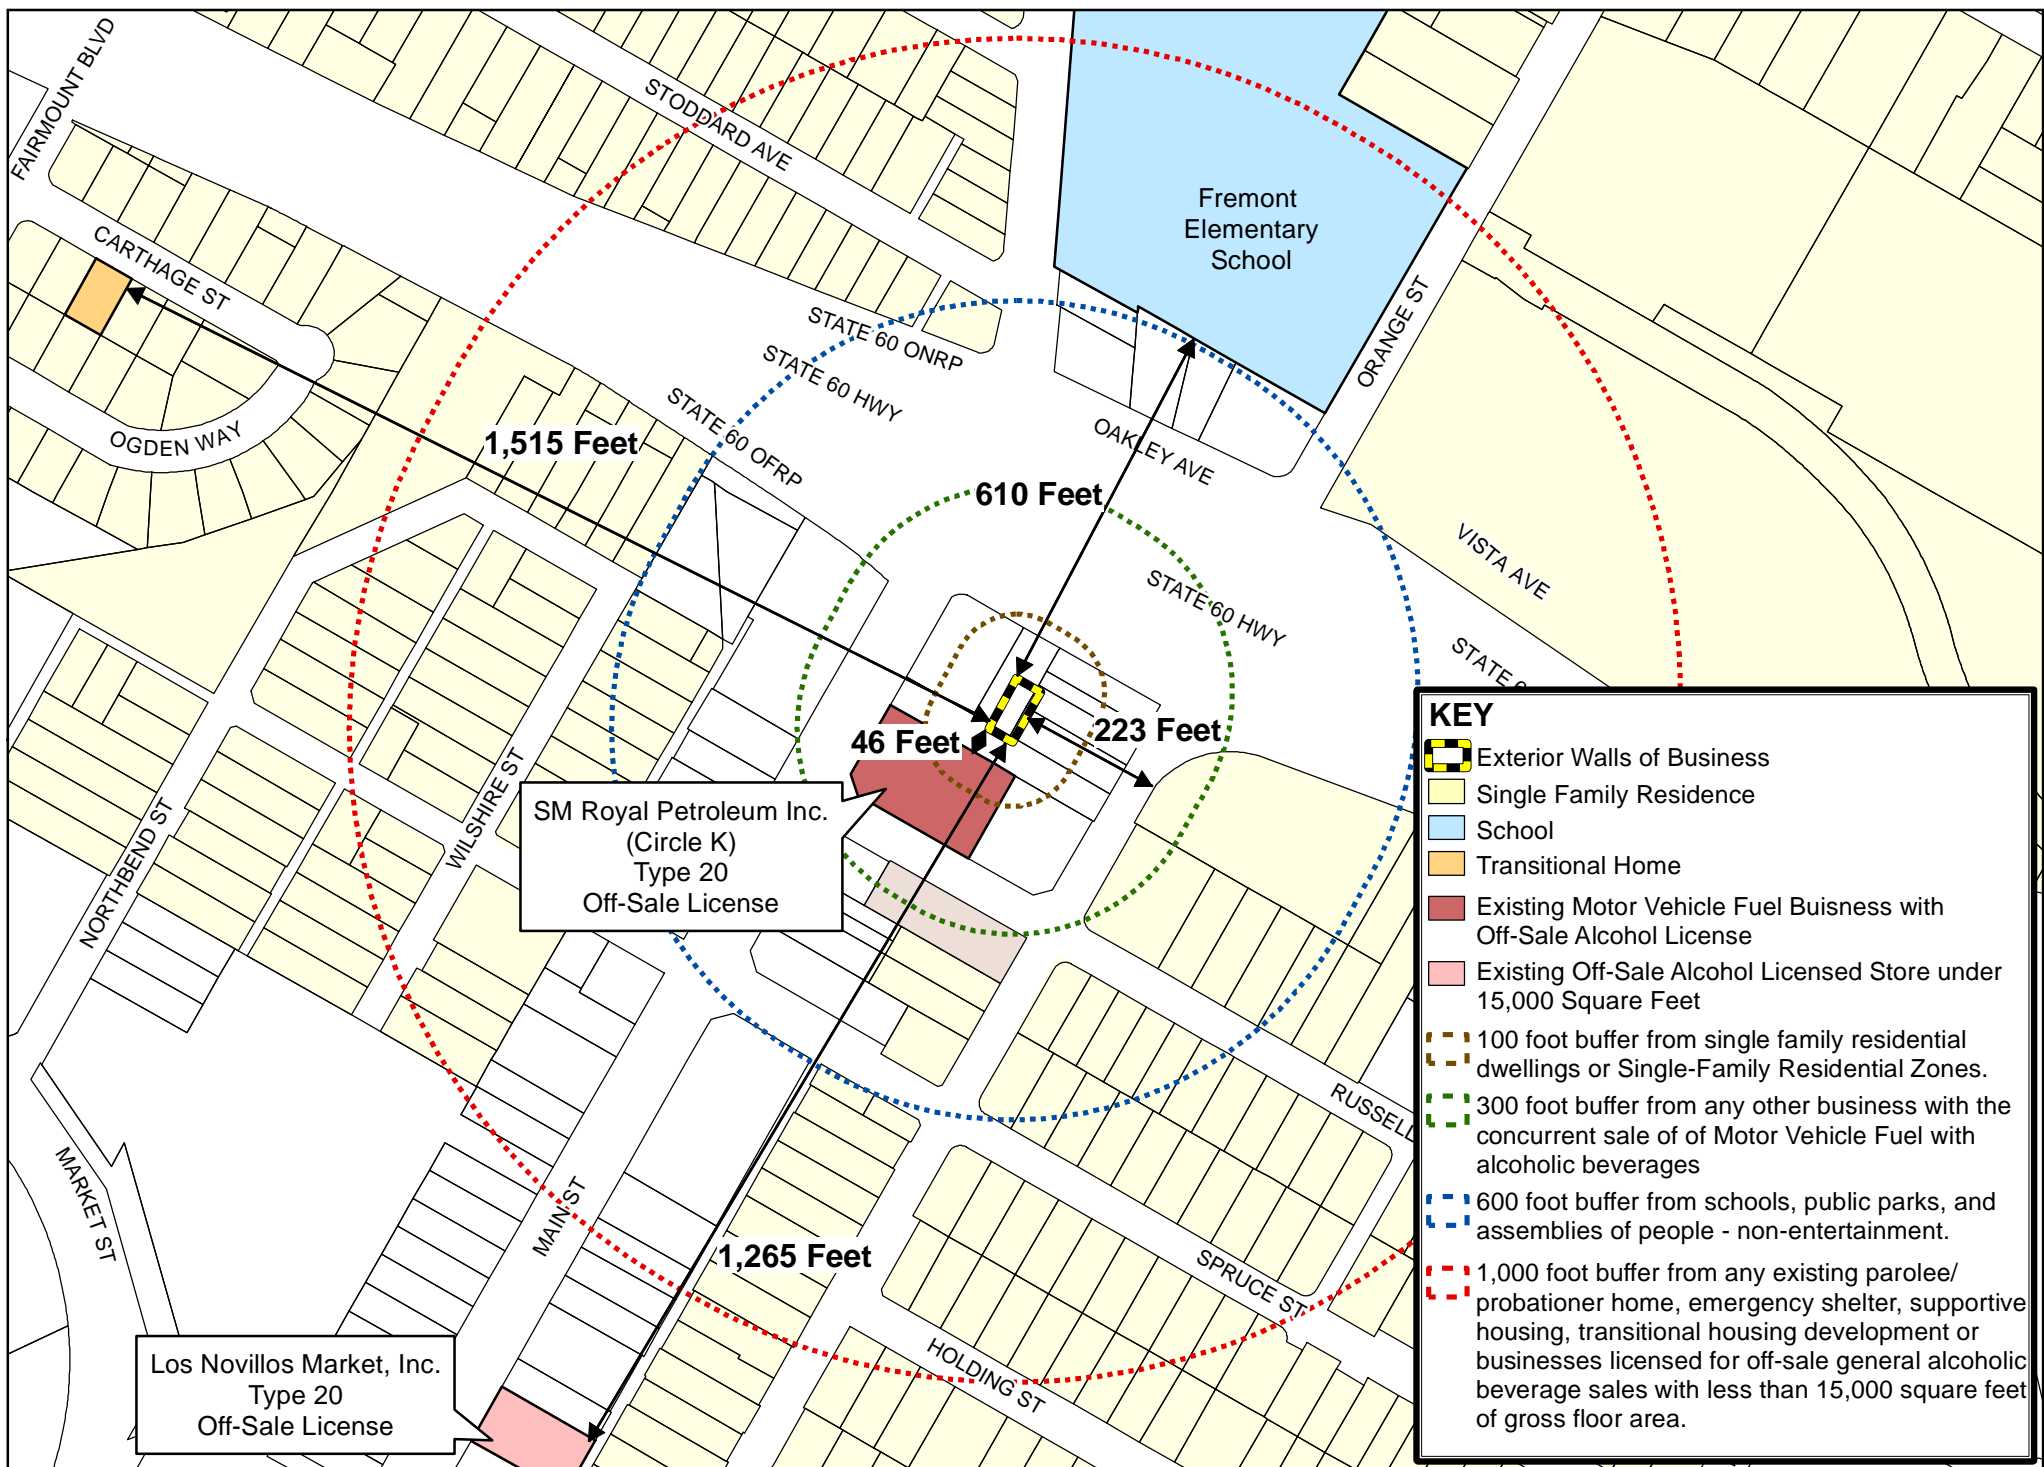 FAIRMOUNT BLVD
STODDARD AVE
Fremont
Elementary
School
CARTHAGE ST
ORANGE ST
STATE 60 ONRP
STATE 60 HWY
STATE 60 OFRP
OGDEN WAY
1,515 Feet
OAKLEY AVE
610 Feet
VISTA AVE
STATE 60 HWY
STATE
223 Feet
46 Feet
SM Royal Petroleum Inc.
(Circle K)
Type 20
Off-Sale License
WILSHIRE ST
NORTHBEND ST
RUSSELL
MARKET ST
MAIN ST
1,265 Feet
SPRUCE ST
HOLDING ST
Los Novillos Market, Inc.
Type 20
Off-Sale License
KEY
Exterior Walls of Business
Single Family Residence
School
Transitional Home
Existing Motor Vehicle Fuel Buisness with
Off-Sale Alcohol License
Existing Off-Sale Alcohol Licensed Store under
15,000 Square Feet
100 foot buffer from single family residential
dwellings or Single-Family Residential Zones.
300 foot buffer from any other business with the
concurrent sale of of Motor Vehicle Fuel with
alcoholic beverages
600 foot buffer from schools, public parks, and
assemblies of people - non-entertainment.
1,000 foot buffer from any existing parolee/
probationer home, emergency shelter, supportive
housing, transitional housing development or
businesses licensed for off-sale general alcoholic
beverage sales with less than 15,000 square feet
of gross floor area.